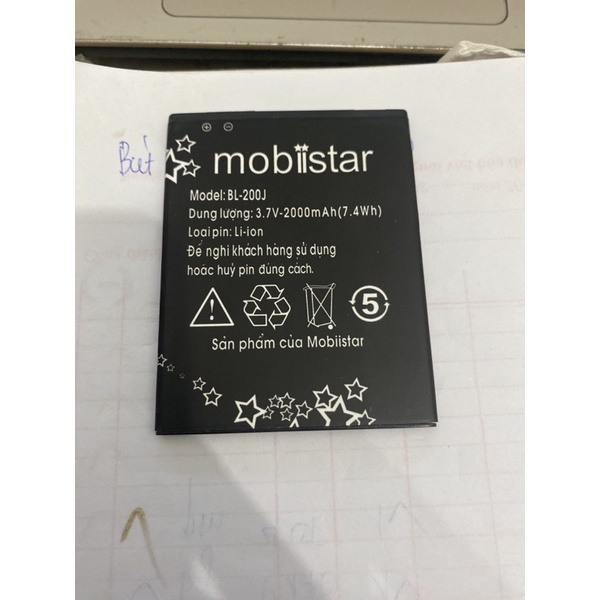 Bút
mobiistar
Model: BL-200J
Dung lượng: 3.7V-2000mAh(7.4Wh)
Loại pin: Li-ion
Đề nghị khách hàng sử dụng
hoặc huỷ pin đúng cách.
5
Sản phẩm của Mobiistar